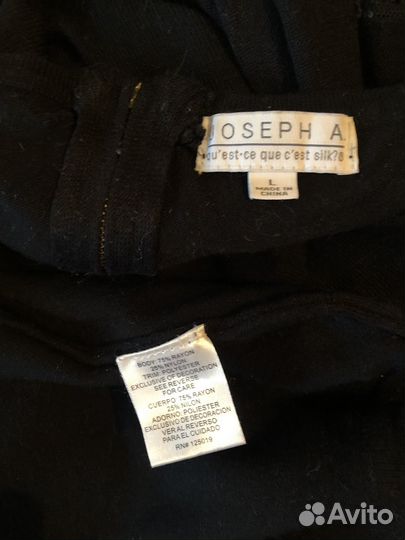 JOSEPH A.
qu'est-ce que c'est silk?®
L
MADE IN
CHINA
BODY: 75% RAYON
25% NYLON
TRIM: POLYESTER
EXCLUSIVE OF DECORATION
SEE REVERSE
FOR CARE
CUERPO: 75% RAYON
25% NILON
ADORNO: POLIESTER
EXCLUSIVO DE DECORACION
VER AL REVERSO
PARA EL CUIDADO
RN# 125019
Avito